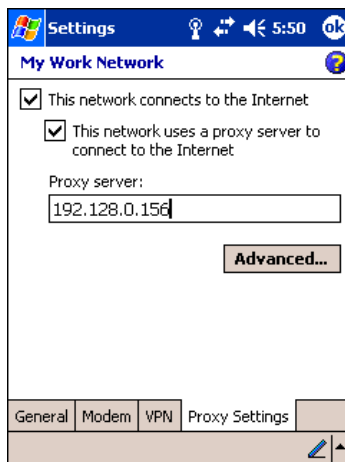 Settings 5:50 ok
My Work Network ?
This network connects to the Internet
This network uses a proxy server to
connect to the Internet
Proxy server:
192.128.0.156
Advanced...
General Modem VPN Proxy Settings